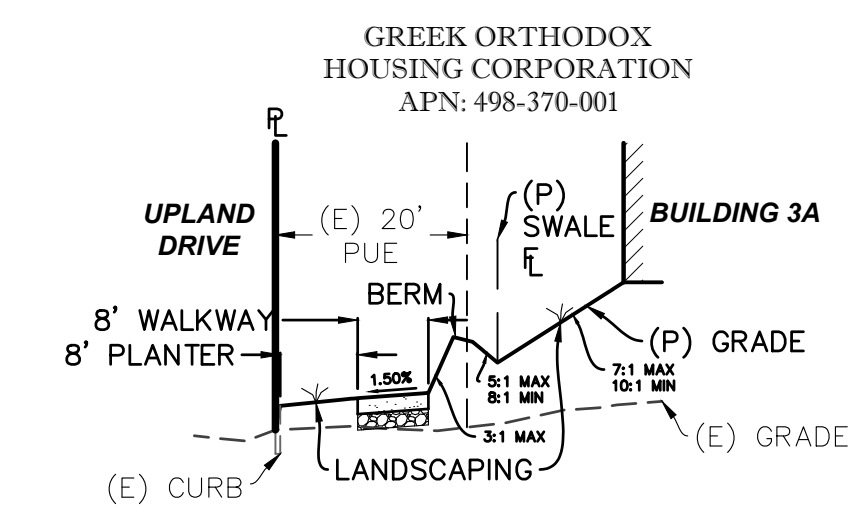 GREEK ORTHODOX
HOUSING CORPORATION
APN: 498-370-001
PL
UPLAND
DRIVE
(E) 20'
PUE
(P)
SWALE
FL
BUILDING 3A
BERM
8' WALKWAY
8' PLANTER
(P) GRADE
1.50%
5:1 MAX
8:1 MIN
7:1 MAX
10:1 MIN
3:1 MAX
(E) GRADE
LANDSCAPING
(E) CURB